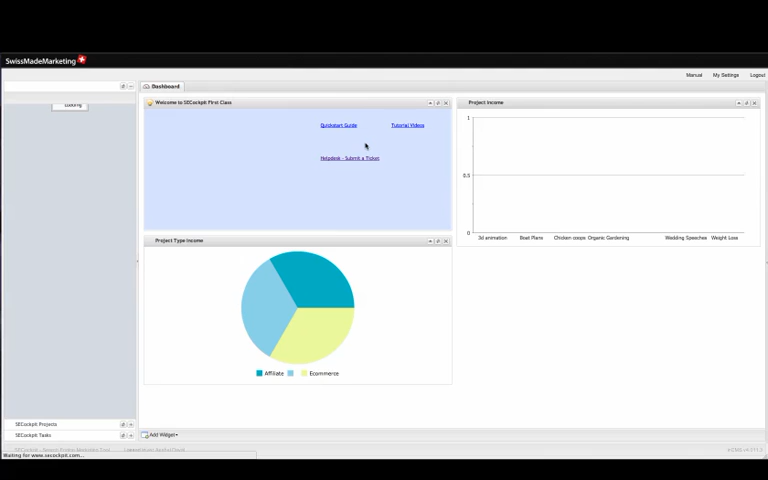 SwissMadeMarketing
Manual My Settings Logout
Dashboard
Loading
Welcome to SECockpit First Class
Project Income
Quickstart Guide Tutorial Videos
Helpdesk - Submit a Ticket
1
0.5
0
3d animation Boat Plans Chicken coops Organic Gardening Wedding Speeches Weight Loss
Project Type Income
Affiliate Ecommerce
SECockpit Projects
SECockpit Tasks
Add Widget
Waiting for www.secockpit.com...